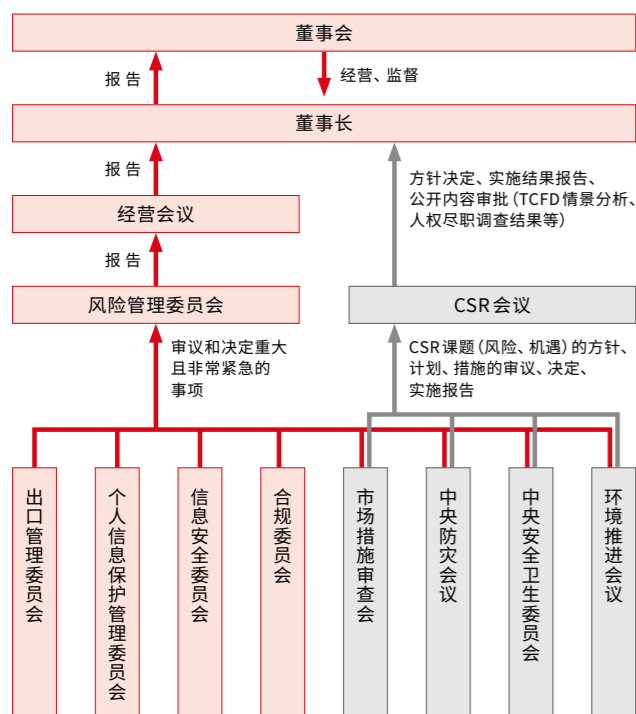 董事会
报告
经营、监督
董事长
报告
方针决定、实施结果报告、
公开内容审批(TCFD情景分析、
人权尽职调查结果等)
经营会议
报告
风险管理委员会
CSR会议
审议和决定重大
且非常紧急的
事项
CSR课题(风险、机遇)的方针、
计划、措施的审议、决定、
实施报告
出口管理委员会
个人信息保护管理委员会
信息安全委员会
合规委员会
市场措施审查会
中央防灾会议
中央安全卫生委员会
环境推进会议